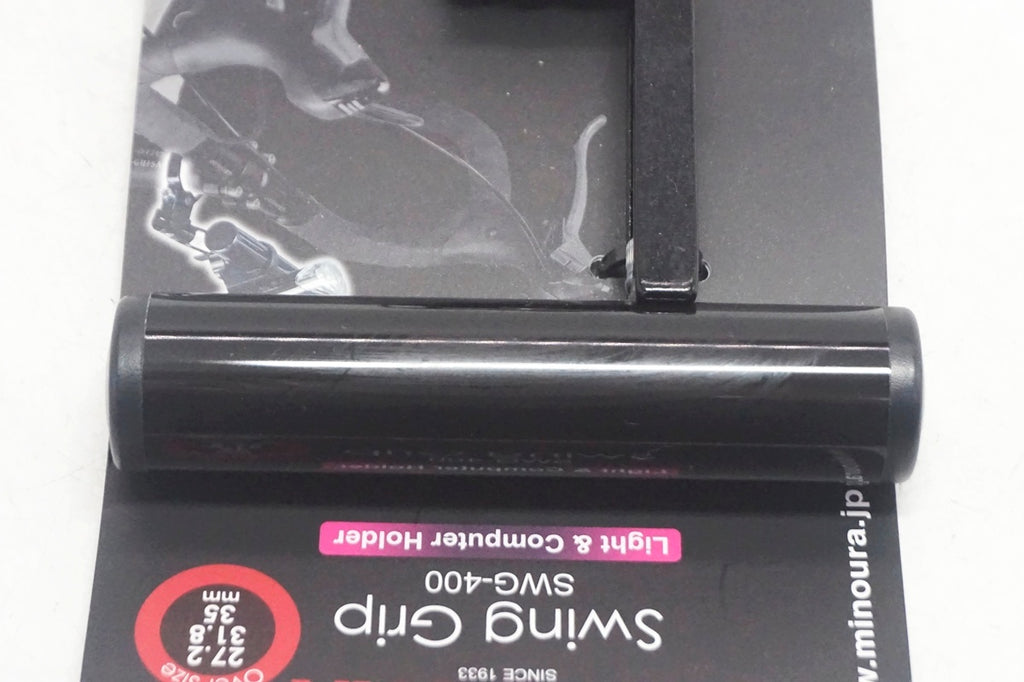 SINCE 1933
Swing Grip
SWG-400
Light & Computer Holder
Over Size
27.2
31.8
35
mm
w.minoura.jp